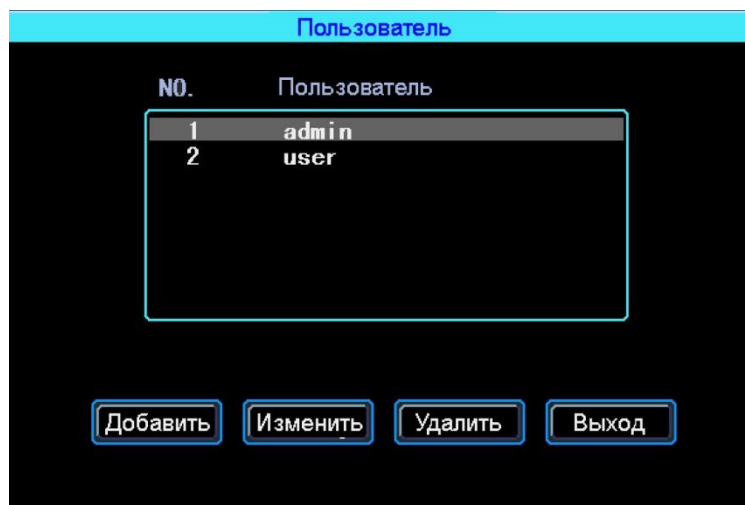 Пользователь
NO. Пользователь
1 admin
2 user
Добавить Изменить Удалить Выход